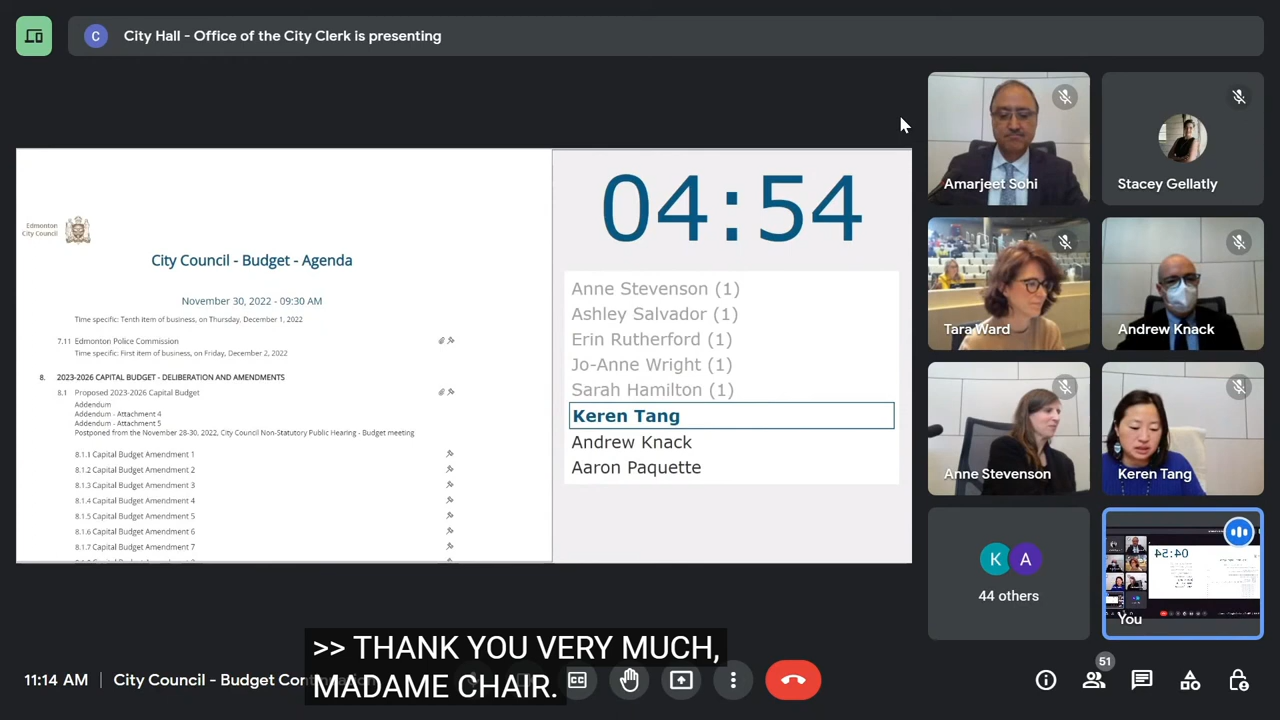 C
City Hall - Office of the City Clerk is presenting
Edmonton
City Council
City Council - Budget - Agenda
November 30, 2022 - 09:30 AM
Time specific: Tenth item of business, on Thursday, December 1, 2022
7.11 Edmonton Police Commission
Time specific: First item of business, on Friday, December 2, 2022
8. 2023-2026 CAPITAL BUDGET - DELIBERATION AND AMENDMENTS
8.1 Proposed 2023-2026 Capital Budget
Addendum
Addendum - Attachment 4
Addendum - Attachment 5
Postponed from the November 28-30, 2022, City Council Non-Statutory Public Hearing - Budget meeting
8.1.1 Capital Budget Amendment 1
8.1.2 Capital Budget Amendment 2
8.1.3 Capital Budget Amendment 3
8.1.4 Capital Budget Amendment 4
8.1.5 Capital Budget Amendment 5
8.1.6 Capital Budget Amendment 6
8.1.7 Capital Budget Amendment 7
04:54
Anne Stevenson (1)
Ashley Salvador (1)
Erin Rutherford (1)
Jo-Anne Wright (1)
Sarah Hamilton (1)
Keren Tang
Andrew Knack
Aaron Paquette
Amarjeet Sohi
Stacey Gellatly
Tara Ward
Andrew Knack
Anne Stevenson
Keren Tang
K A
44 others
04:54
You
>> THANK YOU VERY MUCH,
MADAME CHAIR.
11:14 AM
City Council - Budget Con
51